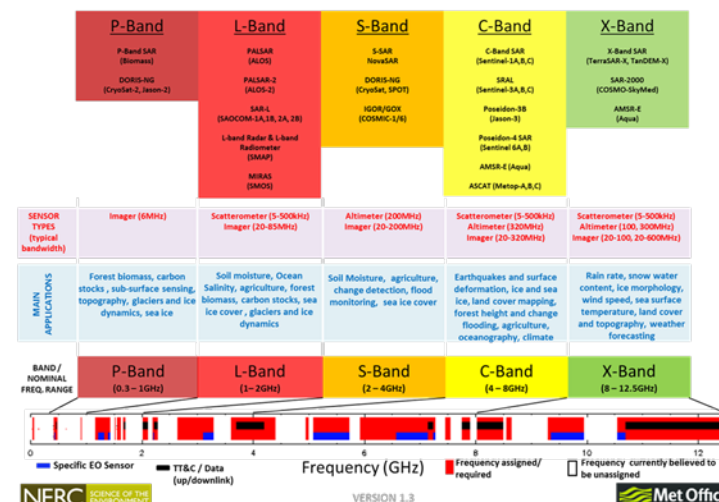 P-Band
P-Band SAR
(Biomass)
DORIS-NG
(CryoSat-2, Jason-2)
L-Band
PALSAR
(ALOS)
PALSAR-2
(ALOS-2)
SAR-L
(SAOCOM-1A,1B, 2A, 2B)
L-band Radar & L-band
Radiometer
(SMAP)
MIRAS
(SMOS)
S-Band
S-SAR
NovaSAR
DORIS-NG
(CryoSat, SPOT)
IGOR/GOX
(COSMIC-1/6)
C-Band
C-Band SAR
(Sentinel-1A,B,C)
SRAL
(Sentinel-3A,B,C)
Poseidon-3B
(Jason-3)
Poseidon-4 SAR
(Sentinel 6A,B)
AMSR-E (Aqua)
ASCAT (Metop-A,B,C)
X-Band
X-Band SAR
(TerraSAR-X, TanDEM-X)
SAR-2000
(COSMO-SkyMed)
AMSR-E
(Aqua)
SENSOR
TYPES
(typical
bandwidth)
Imager (6MHz)
Scatterometer (5-500kHz)
Imager (20-85MHz)
Altimeter (200MHz)
Imager (20-200MHz)
Scatterometer (5-500kHz)
Altimeter (320MHz)
Imager (20-320MHz)
Scatterometer (5-500kHz)
Altimeter (100, 300MHz)
Imager (20-100, 20-600MHz)
MAIN
APPLICATIONS
Forest biomass, carbon
stocks , sub-surface sensing,
topography, glaciers and ice
dynamics, sea ice
Soil moisture, Ocean
Salinity, agriculture, forest
biomass, carbon stocks, sea
ice cover , glaciers and ice
dynamics
Soil Moisture, agriculture,
change detection, flood
monitoring, sea ice cover
Earthquakes and surface
deformation, ice and sea
ice, land cover mapping,
forest height and change
flooding, agriculture,
oceanography, climate
Rain rate, snow water
content, ice morphology,
wind speed, sea surface
temperature, land cover
and topography, weather
forecasting
BAND /
NOMINAL
FREQ. RANGE
P-Band
(0.3 – 1GHz)
L-Band
(1– 2GHz)
S-Band
(2 – 4GHz)
C-Band
(4 – 8GHz)
X-Band
(8 – 12.5GHz)
0 1 2 3 4 5 6 7 8 9 10 11 12
Specific EO Sensor
TT&C / Data
(up/downlink)
Frequency (GHz)
Frequency assigned/
required
Frequency currently believed to
be unassigned
NERC SCIENCE OF THE
ENVIRONMENT
VERSION 1.3
Met Offi